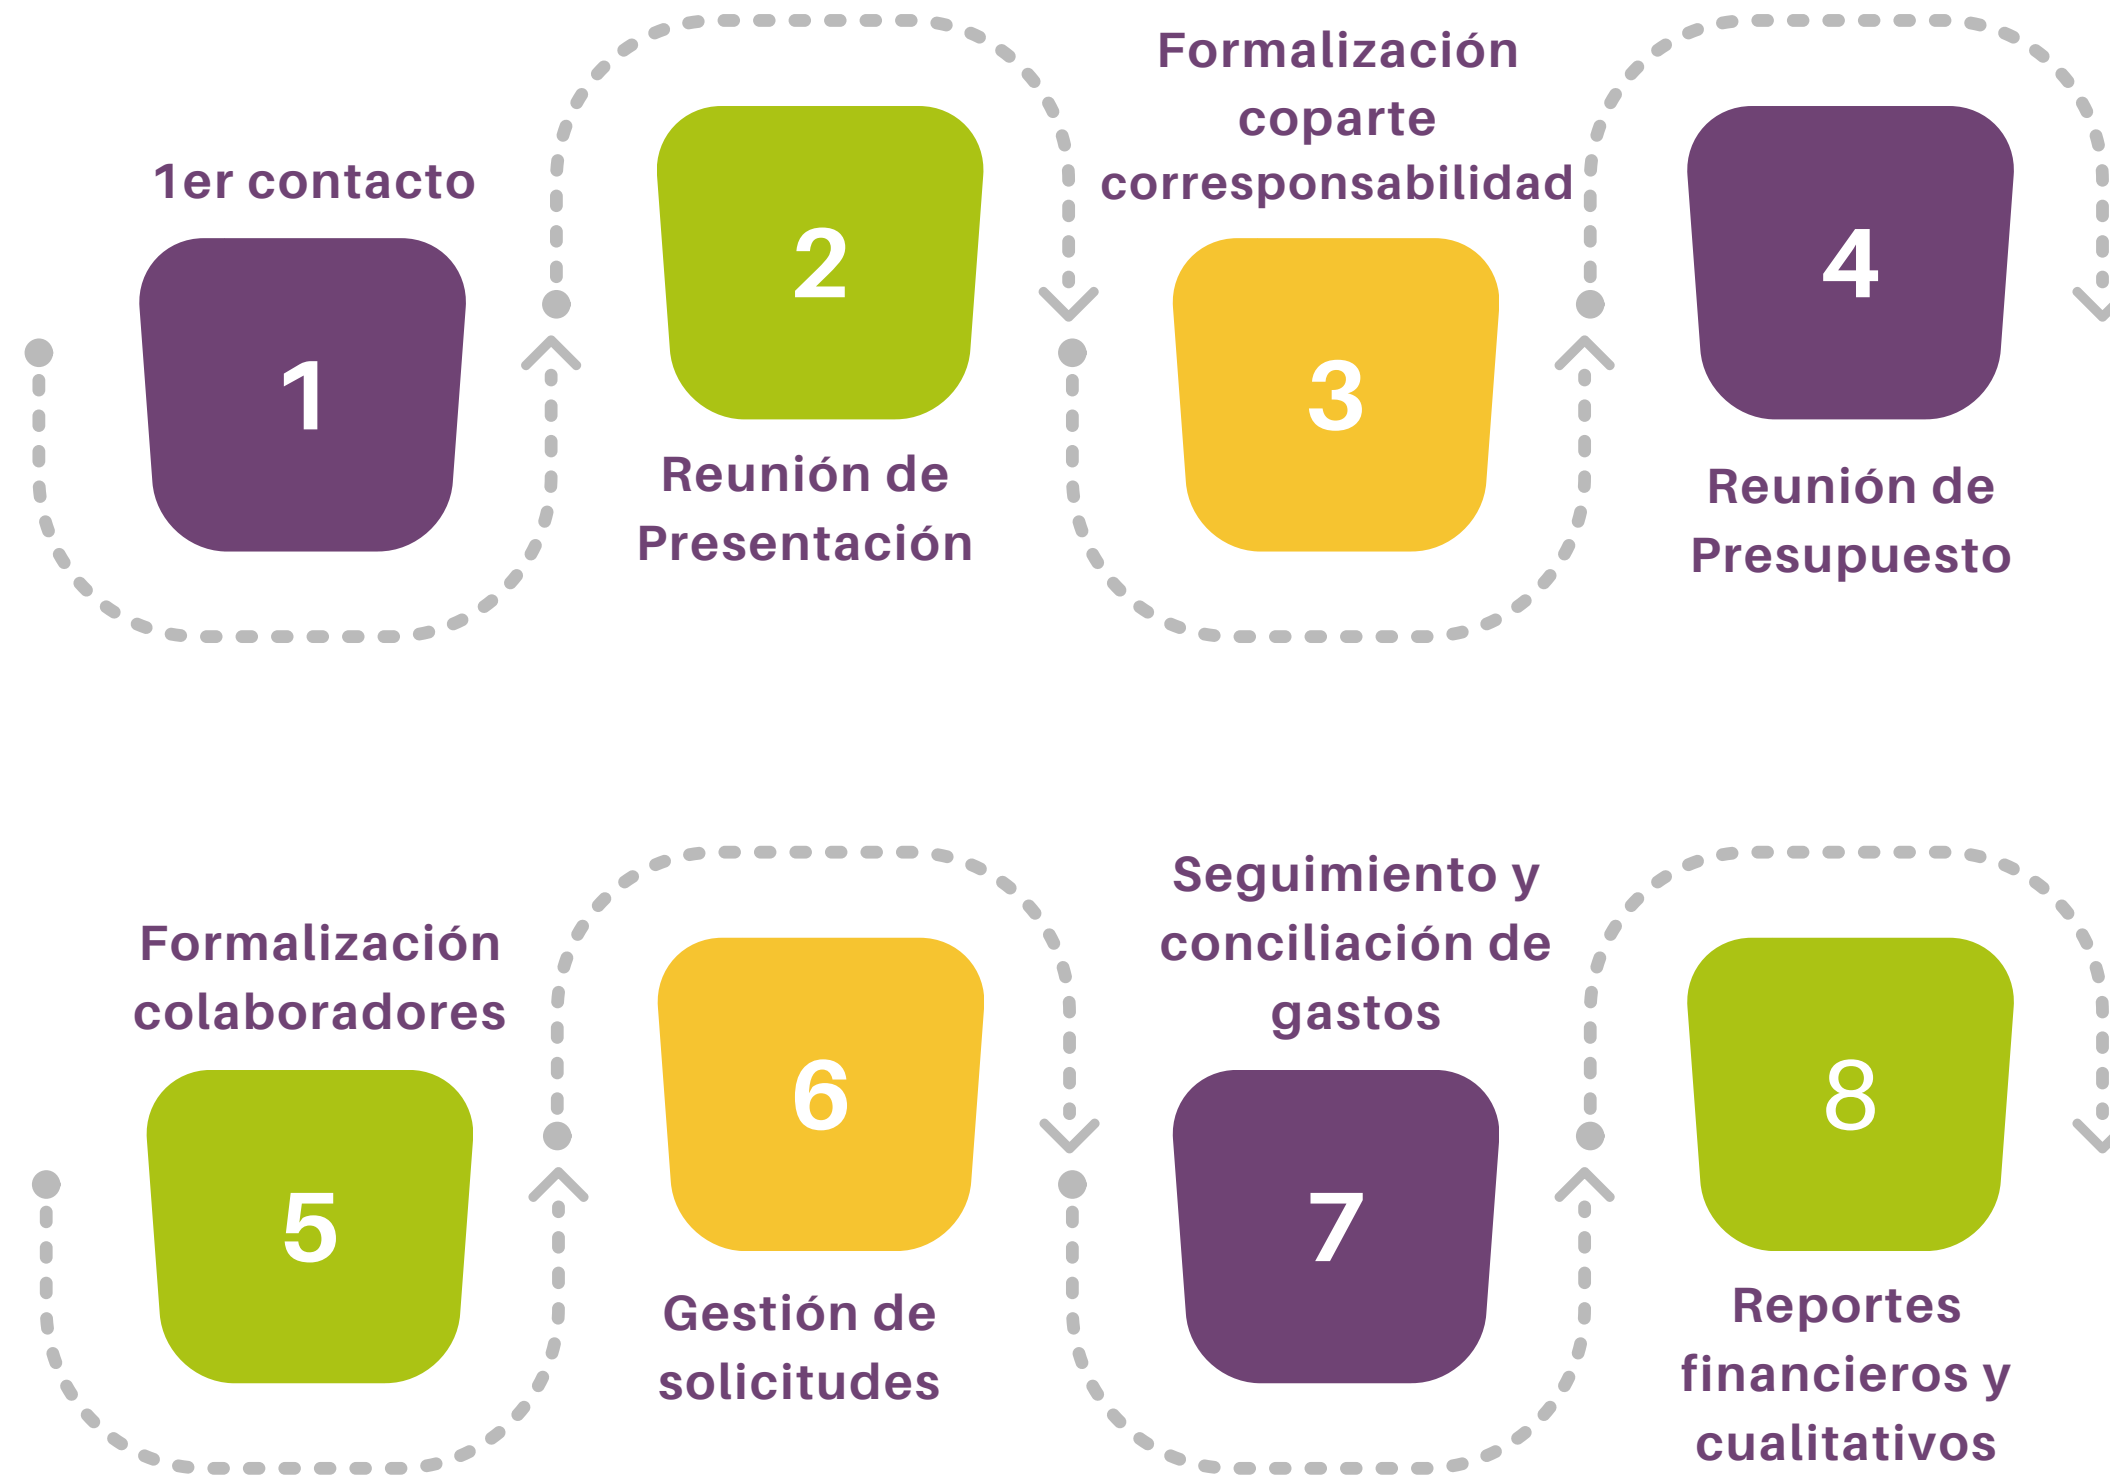 1er contacto
1
2
Reunión de
Presentación
Formalización
coparte
corresponsabilidad
3
4
Reunión de
Presupuesto
Formalización
colaboradores
5
6
Gestión de
solicitudes
Seguimiento y
conciliación de
gastos
7
8
Reportes
financieros y
cualitativos